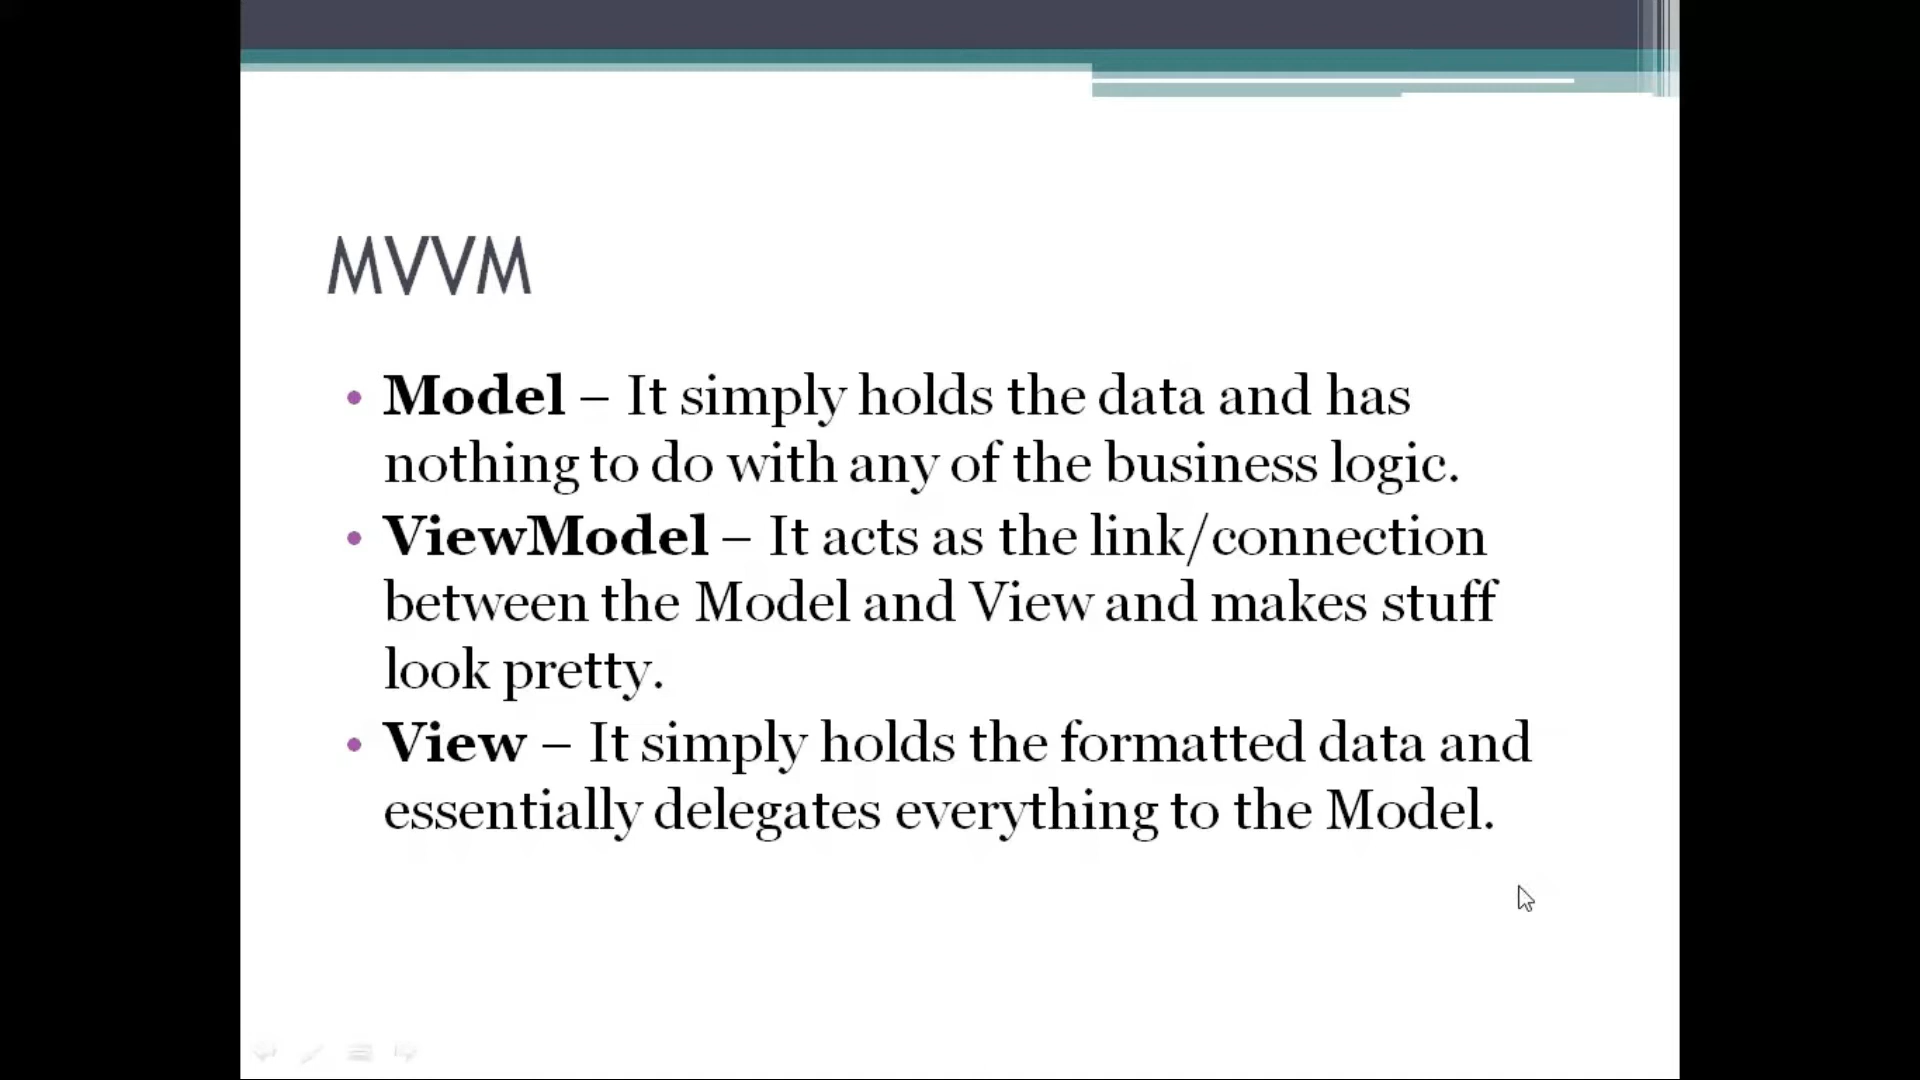 MVVM
• Model – It simply holds the data and has
nothing to do with any of the business logic.
• ViewModel – It acts as the link/connection
between the Model and View and makes stuff
look pretty.
• View – It simply holds the formatted data and
essentially delegates everything to the Model.